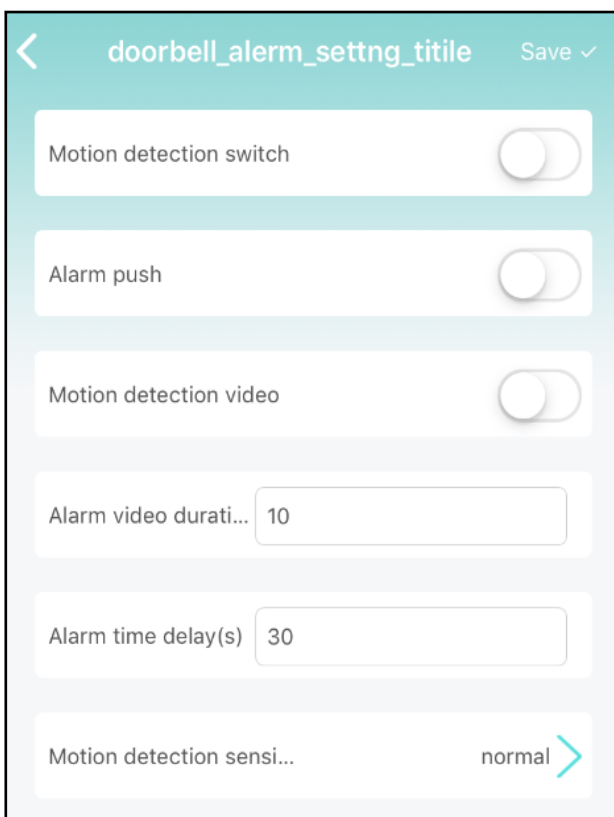 doorbell_alerm_settng_titile Save
Motion detection switch
Alarm push
Motion detection video
Alarm video durati... 10
Alarm time delay(s) 30
Motion detection sensi... normal